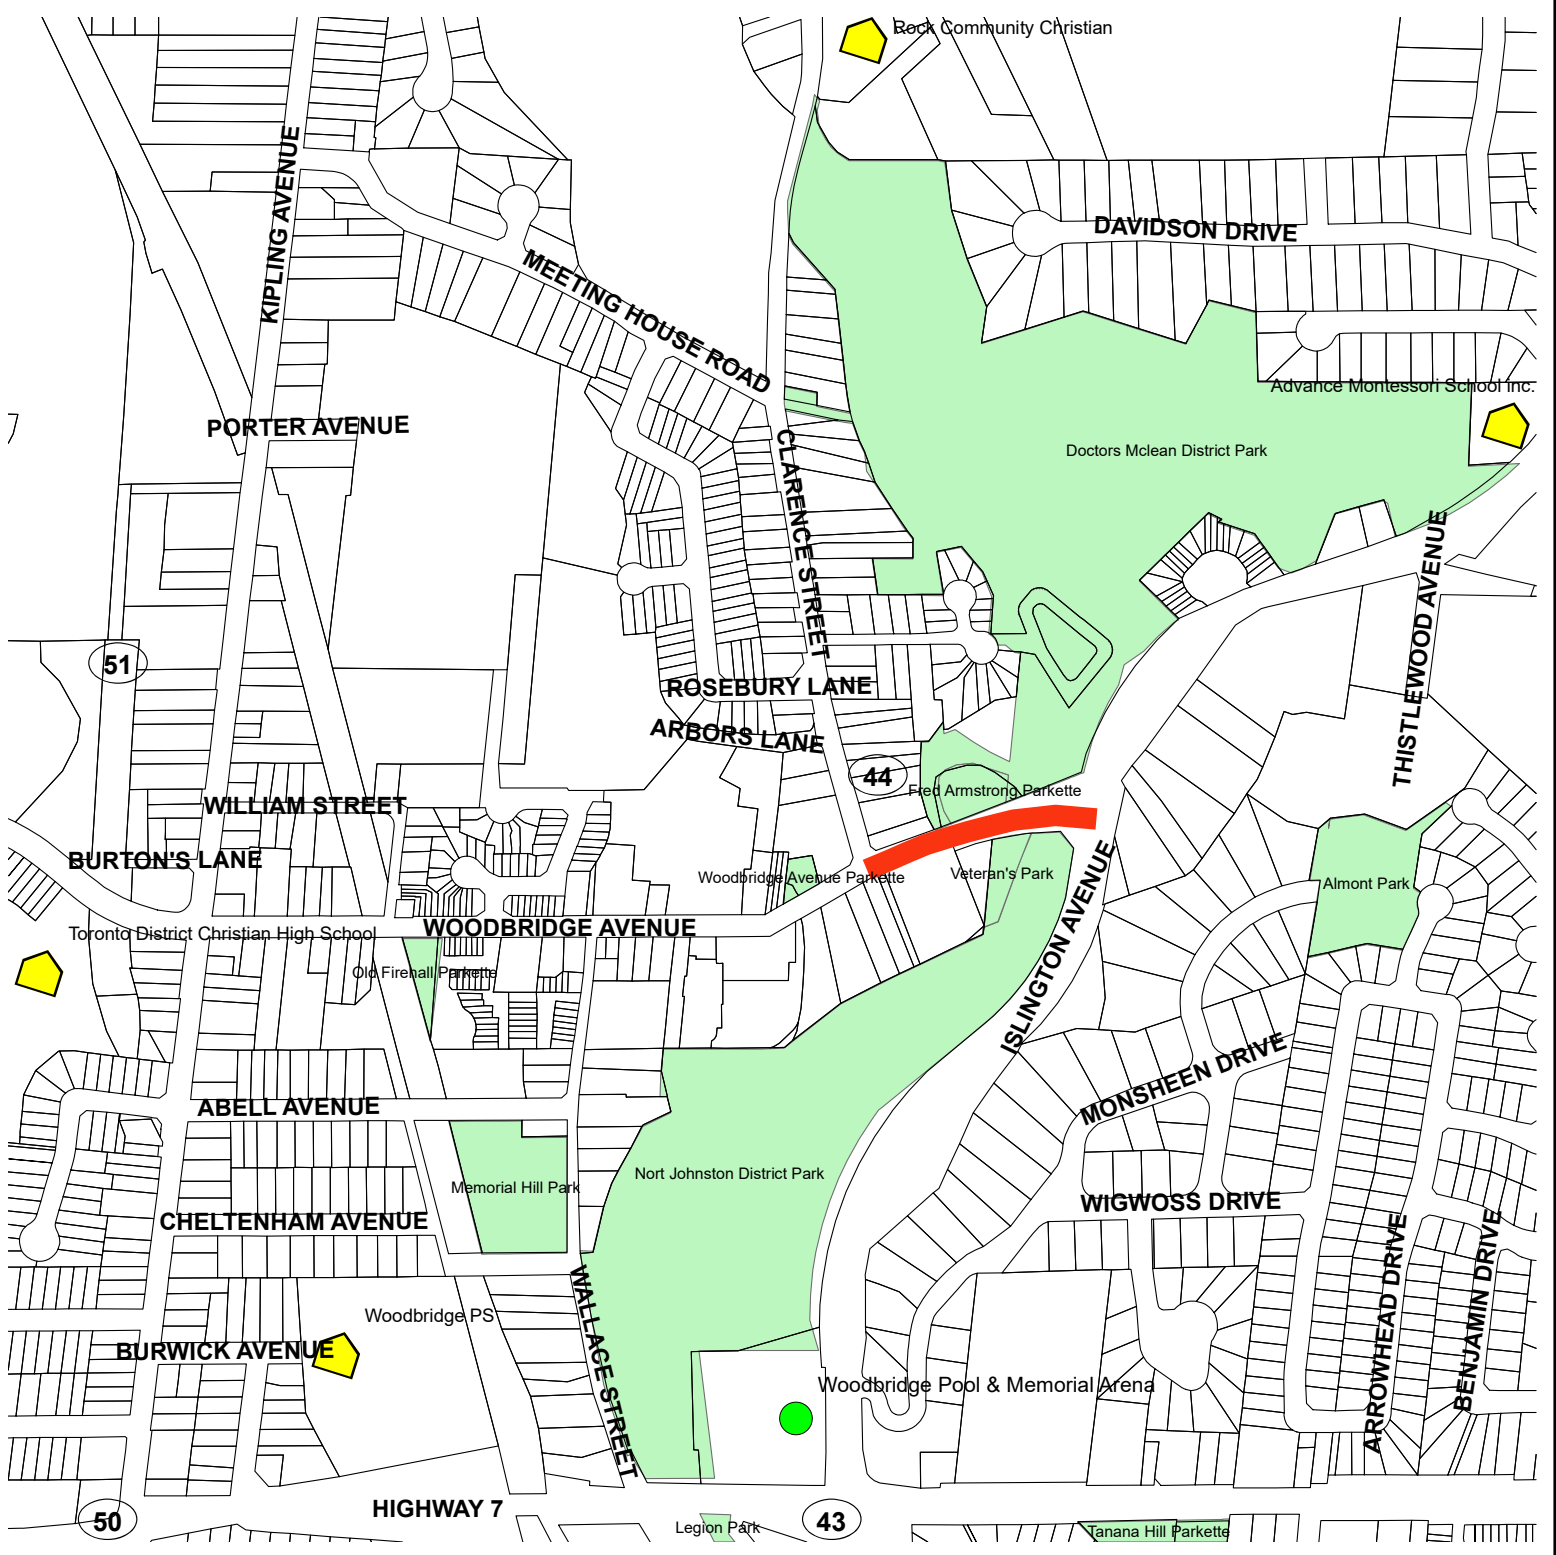 Rock Community Christian
KIPLING AVENUE
DAVIDSON DRIVE
MEETING HOUSE ROAD
Advance Montessori School inc.
PORTER AVENUE
CLARENCE STREET
Doctors Mclean District Park
THISTLEWOOD AVENUE
51
ROSEBURY LANE
ARBORS LANE
44
Fred Armstrong Parkette
WILLIAM STREET
BURTON'S LANE
Woodbridge Avenue Parkette
Veteran's Park
Almont Park
WOODBRIDGE AVENUE
Toronto District Christian High School
Old Firehall Parkette
ISLINGTON AVENUE
MONSHEEN DRIVE
ABELL AVENUE
Nort Johnston District Park
Memorial Hill Park
WIGWOSS DRIVE
CHELTENHAM AVENUE
ARROWHEAD DRIVE
BENJAMIN DRIVE
WALLACE STREET
Woodbridge PS
BURWICK AVENUE
Woodbridge Pool & Memorial Arena
HIGHWAY 7
50
Legion Park
43
Tanana Hill Parkette